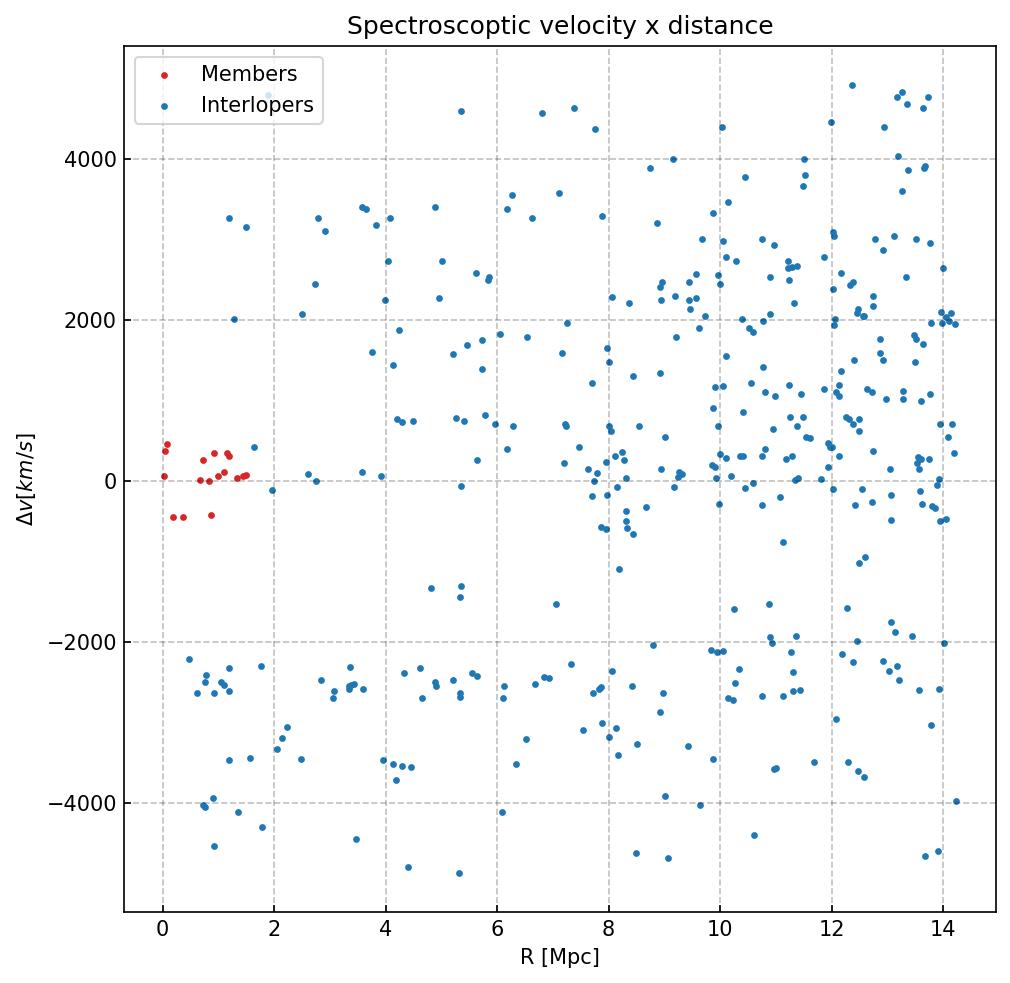 Spectroscoptic velocity x distance
Members
Interlopers
4000
2000
0
−2000
−4000
Δv[km/s]
0 2 4 6 8 10 12 14
R [Mpc]